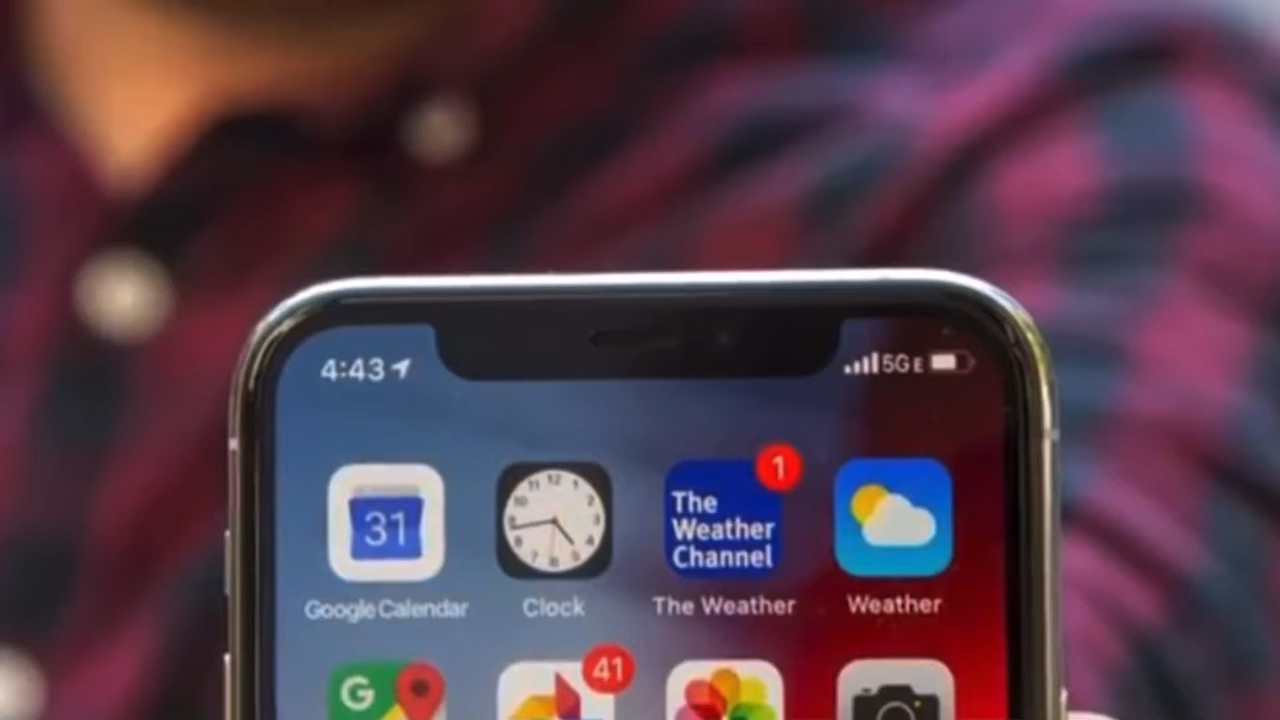 4:43
5G E
1
31
The
Weather
Channel
Google Calendar
Clock
The Weather
Weather
41
G